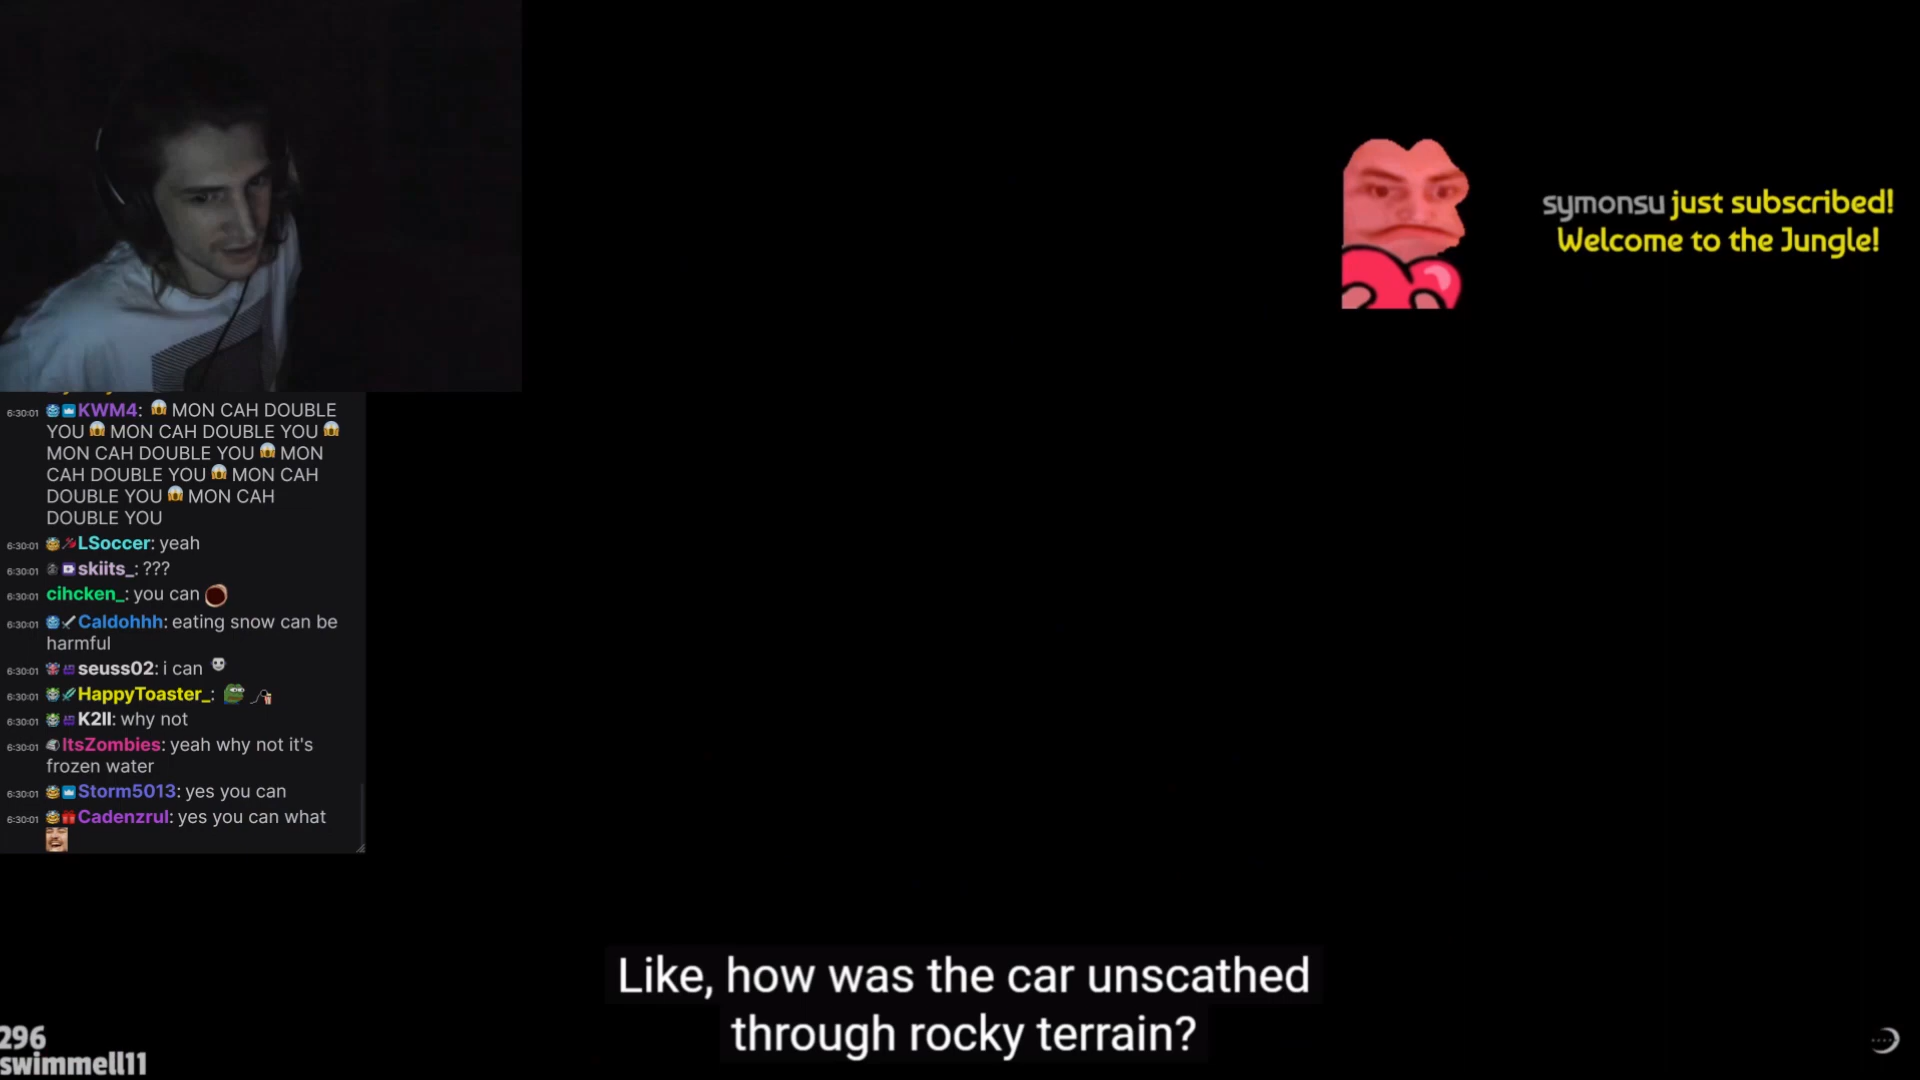 symonsu just subscribed!
Welcome to the Jungle!
6:30:01 KWM4: MON CAH DOUBLE
YOU MON CAH DOUBLE YOU
MON CAH DOUBLE YOU MON
CAH DOUBLE YOU MON CAH
DOUBLE YOU MON CAH
DOUBLE YOU
6:30:01 LSoccer: yeah
6:30:01 skiits_: ???
6:30:01 cihcken_: you can
6:30:01 Caldohhh: eating snow can be
harmful
6:30:01 seuss02: i can
6:30:01 HappyToaster_:
6:30:01 K2II: why not
6:30:01 ItsZombies: yeah why not it's
frozen water
6:30:01 Storm5013: yes you can
6:30:01 Cadenzrul: yes you can what
Like, how was the car unscathed
through rocky terrain?
296
swimmell11